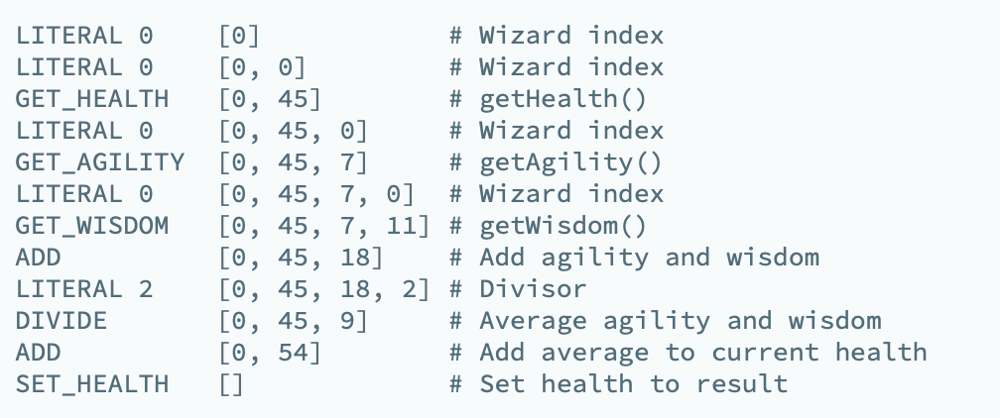 LITERAL 0    [0]            # Wizard index
LITERAL 0    [0, 0]         # Wizard index
GET_HEALTH   [0, 45]        # getHealth()
LITERAL 0    [0, 45, 0]     # Wizard index
GET_AGILITY  [0, 45, 7]     # getAgility()
LITERAL 0    [0, 45, 7, 0]  # Wizard index
GET_WISDOM   [0, 45, 7, 11] # getWisdom()
ADD          [0, 45, 18]    # Add agility and wisdom
LITERAL 2    [0, 45, 18, 2] # Divisor
DIVIDE       [0, 45, 9]     # Average agility and wisdom
ADD          [0, 54]        # Add average to current health
SET_HEALTH   []             # Set health to result